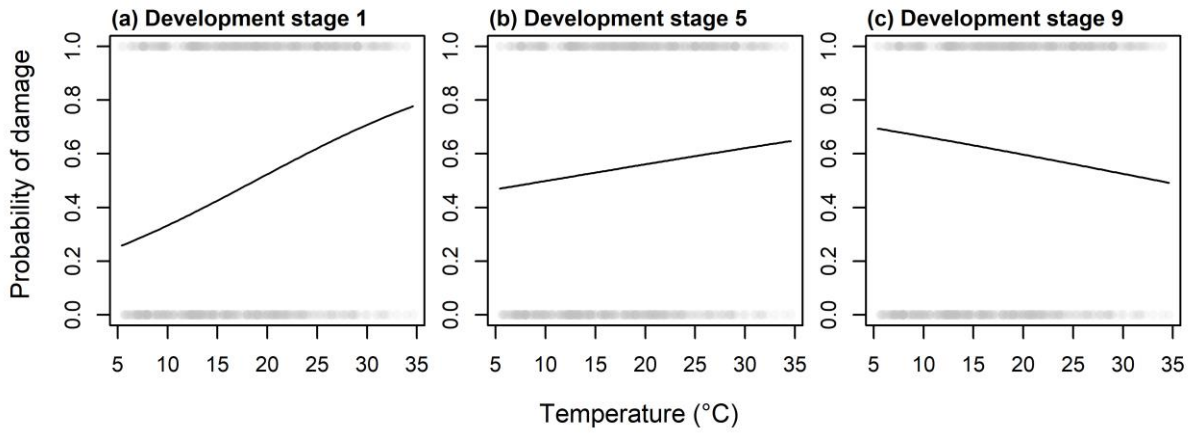 (a) Development stage 1
(b) Development stage 5
(c) Development stage 9
Probability of damage
0.0 0.2 0.4 0.6 0.8 1.0
0.0 0.2 0.4 0.6 0.8 1.0
0.0 0.2 0.4 0.6 0.8 1.0
5 10 15 20 25 30 35
5 10 15 20 25 30 35
5 10 15 20 25 30 35
Temperature (°C)